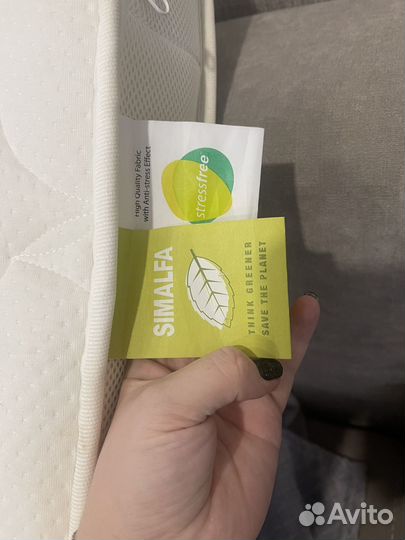 High Quality Fabric
with Anti-stress Effect
stressfree
SIMALFA
THINK GREENER
SAVE THE PLANET
Avito